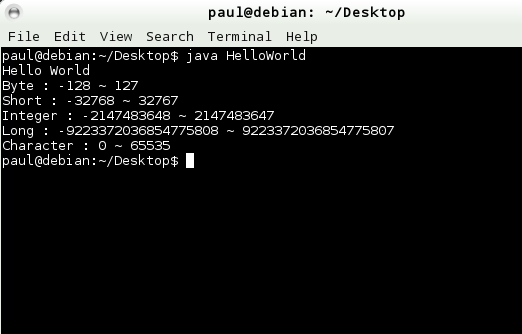 paul@debian: ~/Desktop
File Edit View Search Terminal Help
paul@debian:~/Desktop$ java HelloWorld
Hello World
Byte : -128 ~ 127
Short : -32768 ~ 32767
Integer : -2147483648 ~ 2147483647
Long : -9223372036854775808 ~ 9223372036854775807
Character : 0 ~ 65535
paul@debian:~/Desktop$